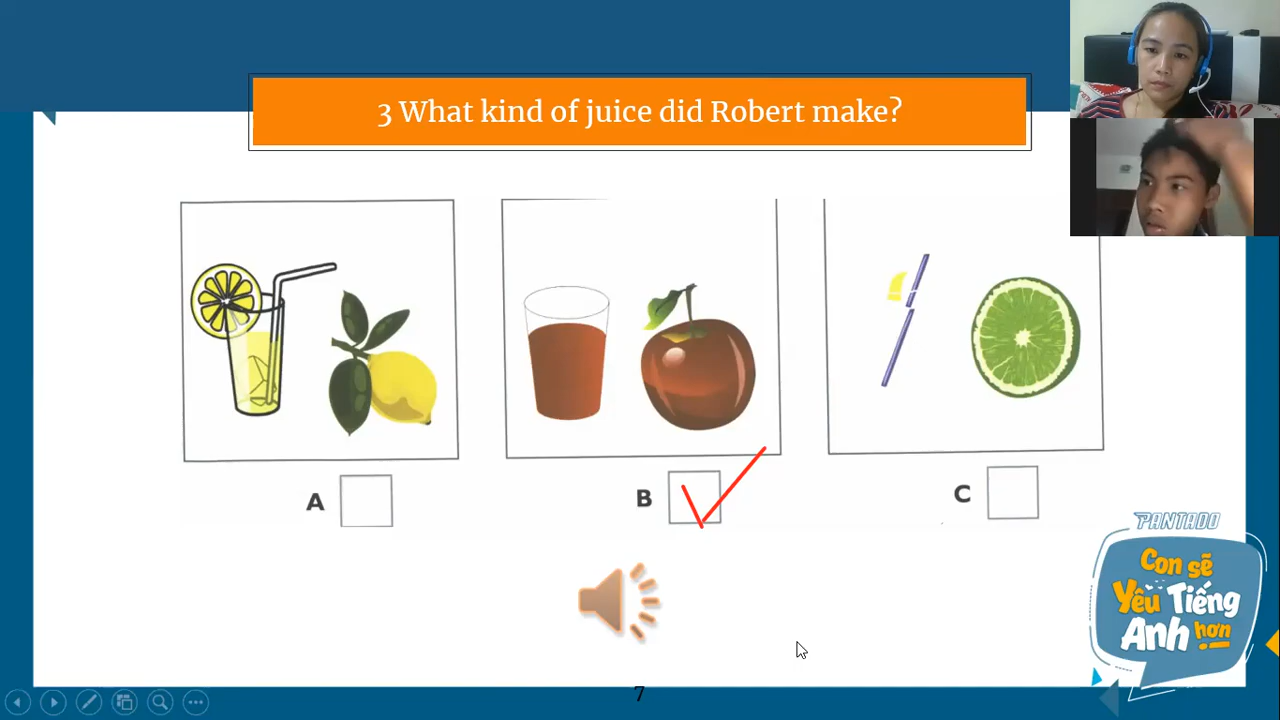 3 What kind of juice did Robert make?
A
B
C
PANTADO
Con sẽ
Yêu Tiếng
Anh hơn
7